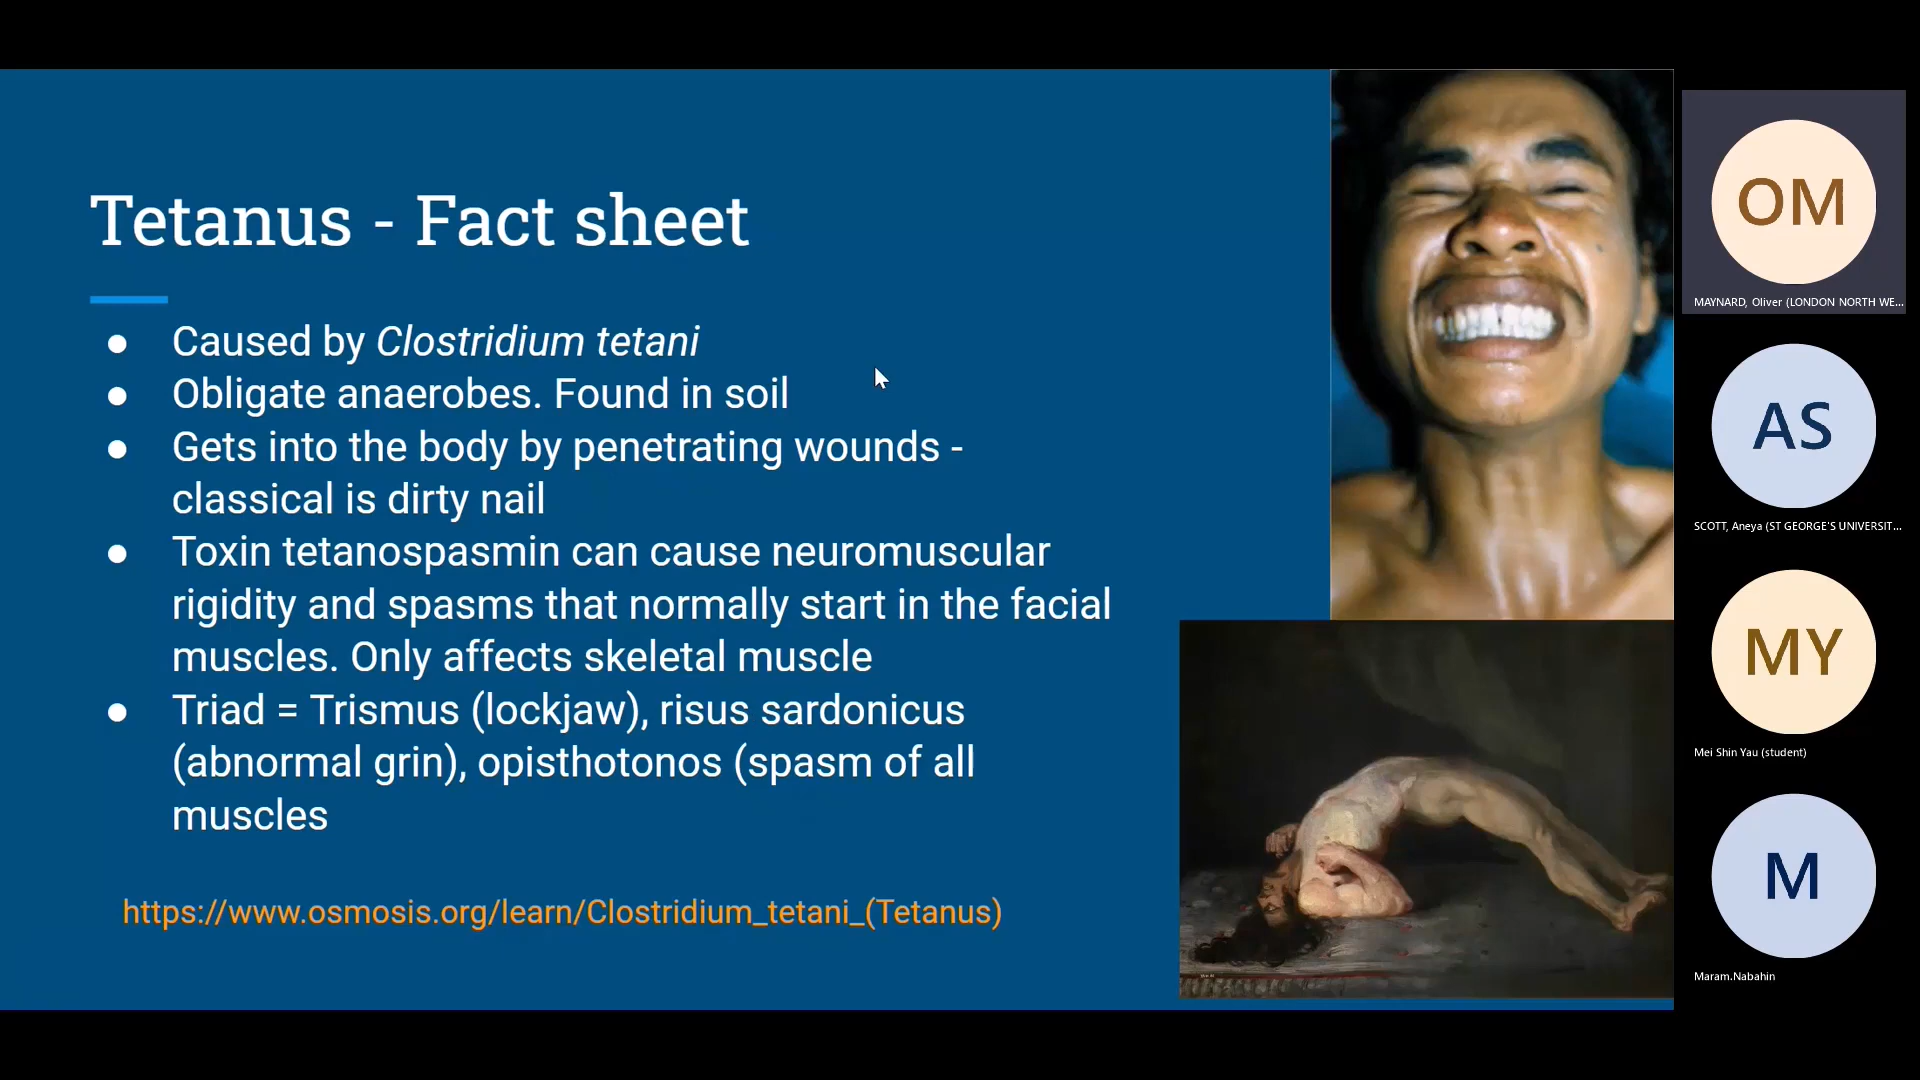 Tetanus - Fact sheet
● Caused by Clostridium tetani
● Obligate anaerobes. Found in soil
● Gets into the body by penetrating wounds -
classical is dirty nail
● Toxin tetanospasmin can cause neuromuscular
rigidity and spasms that normally start in the facial
muscles. Only affects skeletal muscle
● Triad = Trismus (lockjaw), risus sardonicus
(abnormal grin), opisthotonos (spasm of all
muscles
https://www.osmosis.org/learn/Clostridium_tetani_(Tetanus)
OM
MAYNARD, Oliver (LONDON NORTH WE...
AS
SCOTT, Aneya (ST GEORGE'S UNIVERSIT...
MY
Mei Shin Yau (student)
M
Maram.Nabahin